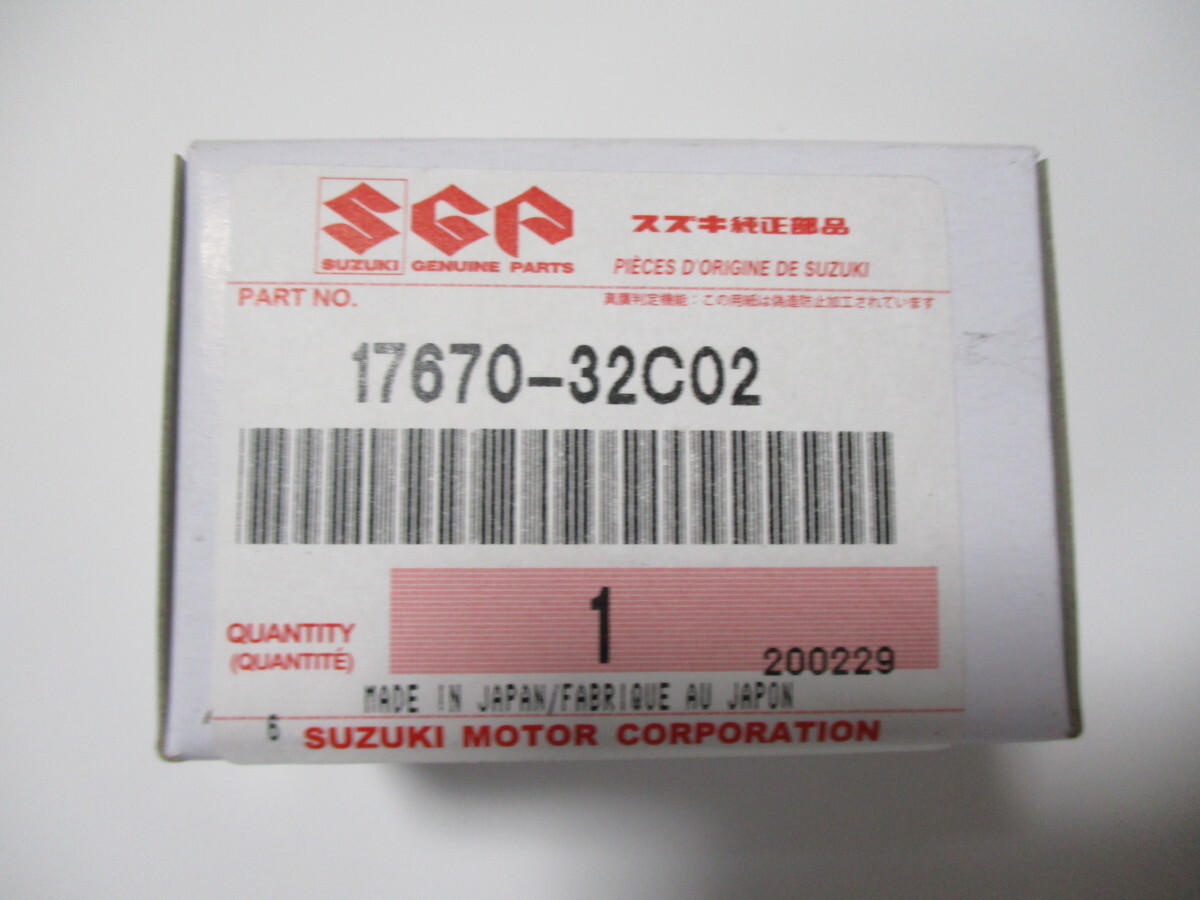 SGP
スズキ純正部品
SUZUKI GENUINE PARTS
PIÈCES D'ORIGINE DE SUZUKI
PART NO.
真贋判定機能:この用紙は偽造防止加工されています
17670-32C02
1
QUANTITY
(QUANTITÉ)
200229
MADE IN JAPAN/FABRIQUE AU JAPON
6
SUZUKI MOTOR CORPORATION